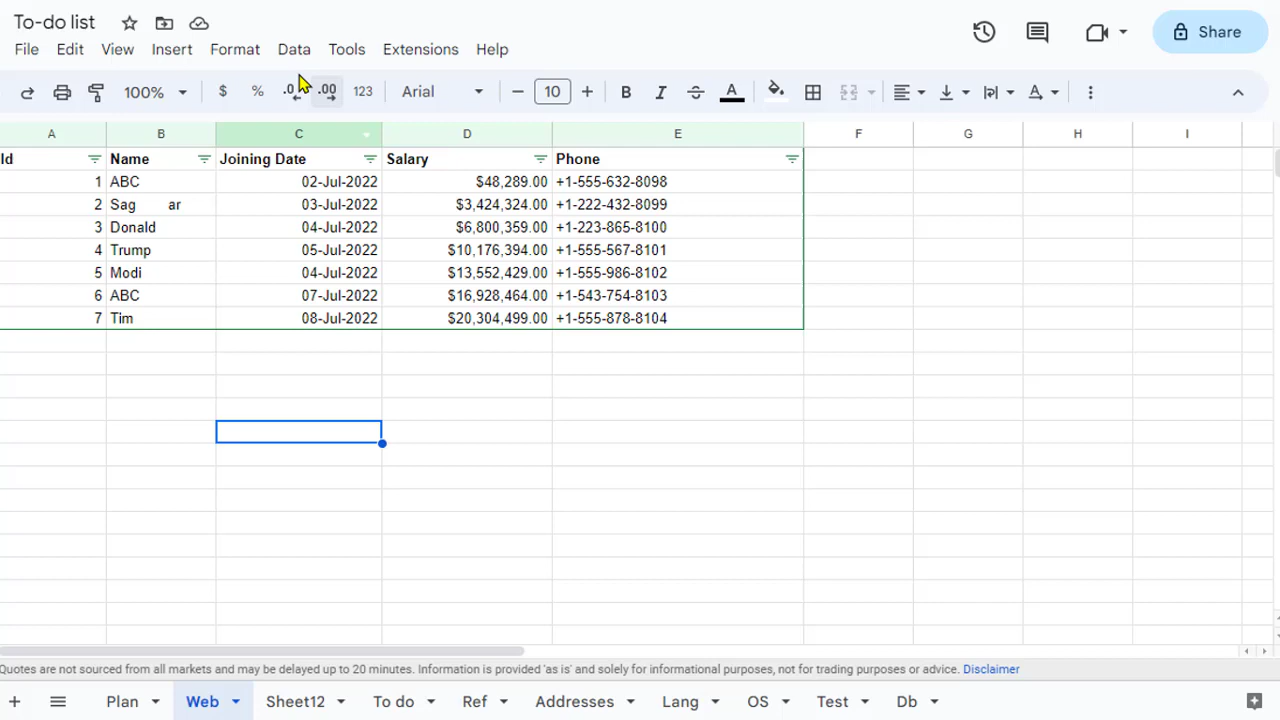 To-do list
File Edit View Insert Format Data Tools Extensions Help
Share
100% $ % .0 .00 123 Arial 10 B I S A A
A B C D E F G H I
Id Name Joining Date Salary Phone
1 ABC 02-Jul-2022 $48,289.00 +1-555-632-8098
2 Sag ar 03-Jul-2022 $3,424,324.00 +1-222-432-8099
3 Donald 04-Jul-2022 $6,800,359.00 +1-223-865-8100
4 Trump 05-Jul-2022 $10,176,394.00 +1-555-567-8101
5 Modi 04-Jul-2022 $13,552,429.00 +1-555-986-8102
6 ABC 07-Jul-2022 $16,928,464.00 +1-543-754-8103
7 Tim 08-Jul-2022 $20,304,499.00 +1-555-878-8104
Quotes are not sourced from all markets and may be delayed up to 20 minutes. Information is provided 'as is' and solely for informational purposes, not for trading purposes or advice. Disclaimer
Plan Web Sheet12 To do Ref Addresses Lang OS Test Db